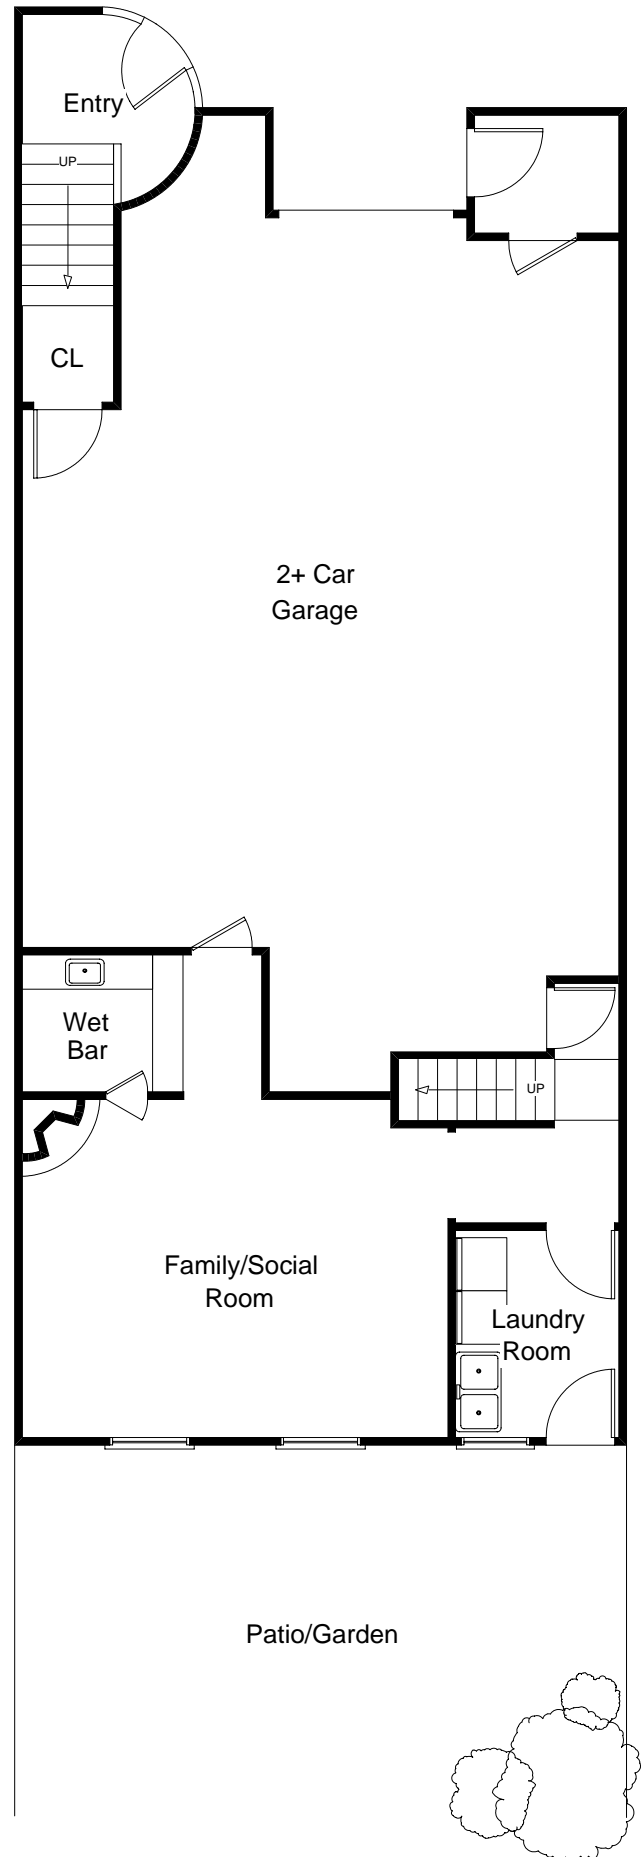 Entry
UP
CL
2+ Car
Garage
Wet
Bar
UP
Family/Social
Room
Laundry
Room
Patio/Garden